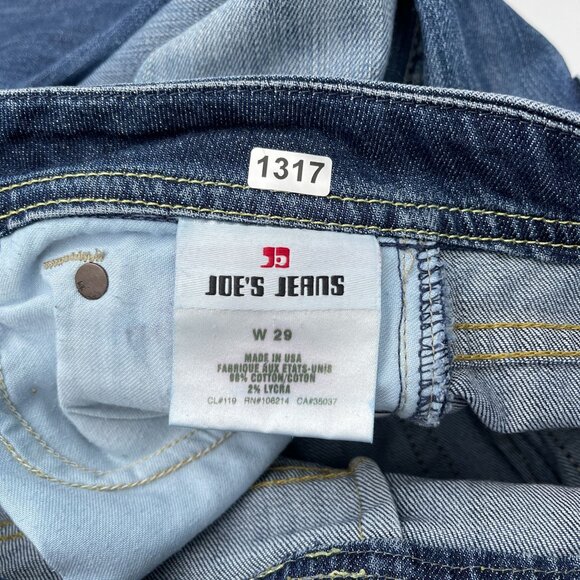 1317
JOE'S JEANS
W 29
MADE IN USA
FABRIQUE AUX ETATS-UNIS
98% COTTON/COTON
2% LYCRA
CL#119 RN#106214 CA#35037